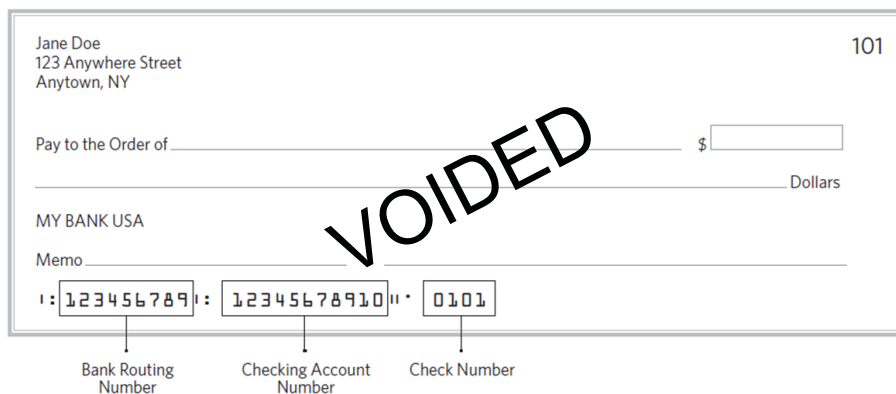 Jane Doe
123 Anywhere Street
Anytown, NY
101
Pay to the Order of
$
Dollars
VOIDED
MY BANK USA
Memo
⑆123456789⑆ 12345678910⑈ 0101
Bank Routing
Number
Checking Account
Number
Check Number